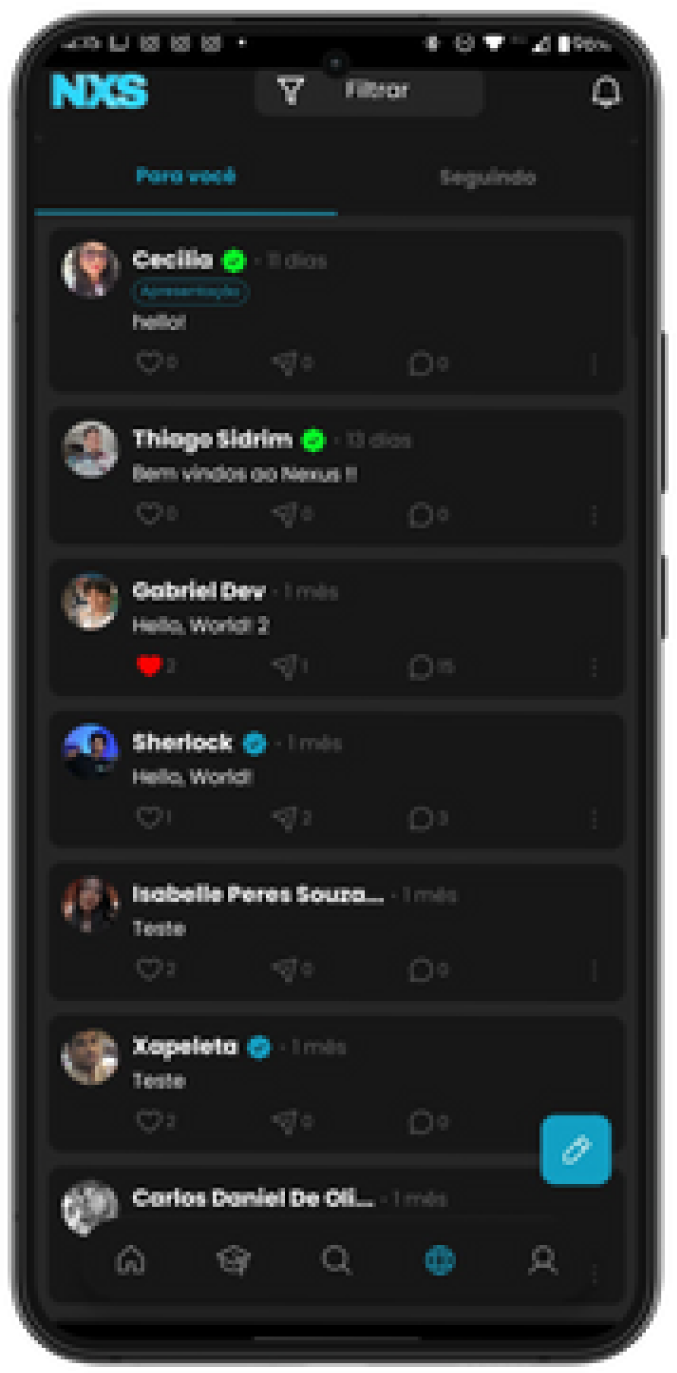 96%
NXS
Filtrar
Para você
Seguindo
Cecilia · 11 dias
Apresentação
hello!
0 0 0
Thiago Sidrim · 13 dias
Bem vindos ao Nexus !!
0 0 0
Gabriel Dev · 1 mês
Hello, World! 2
2 1 15
Sherlock · 1 mês
Hello, World!
1 2 3
Isabelle Peres Souza... · 1 mês
Teste
2 0 0
Xapeleta · 1 mês
Teste
2 0 0
Carlos Daniel De Oli... · 1 mês